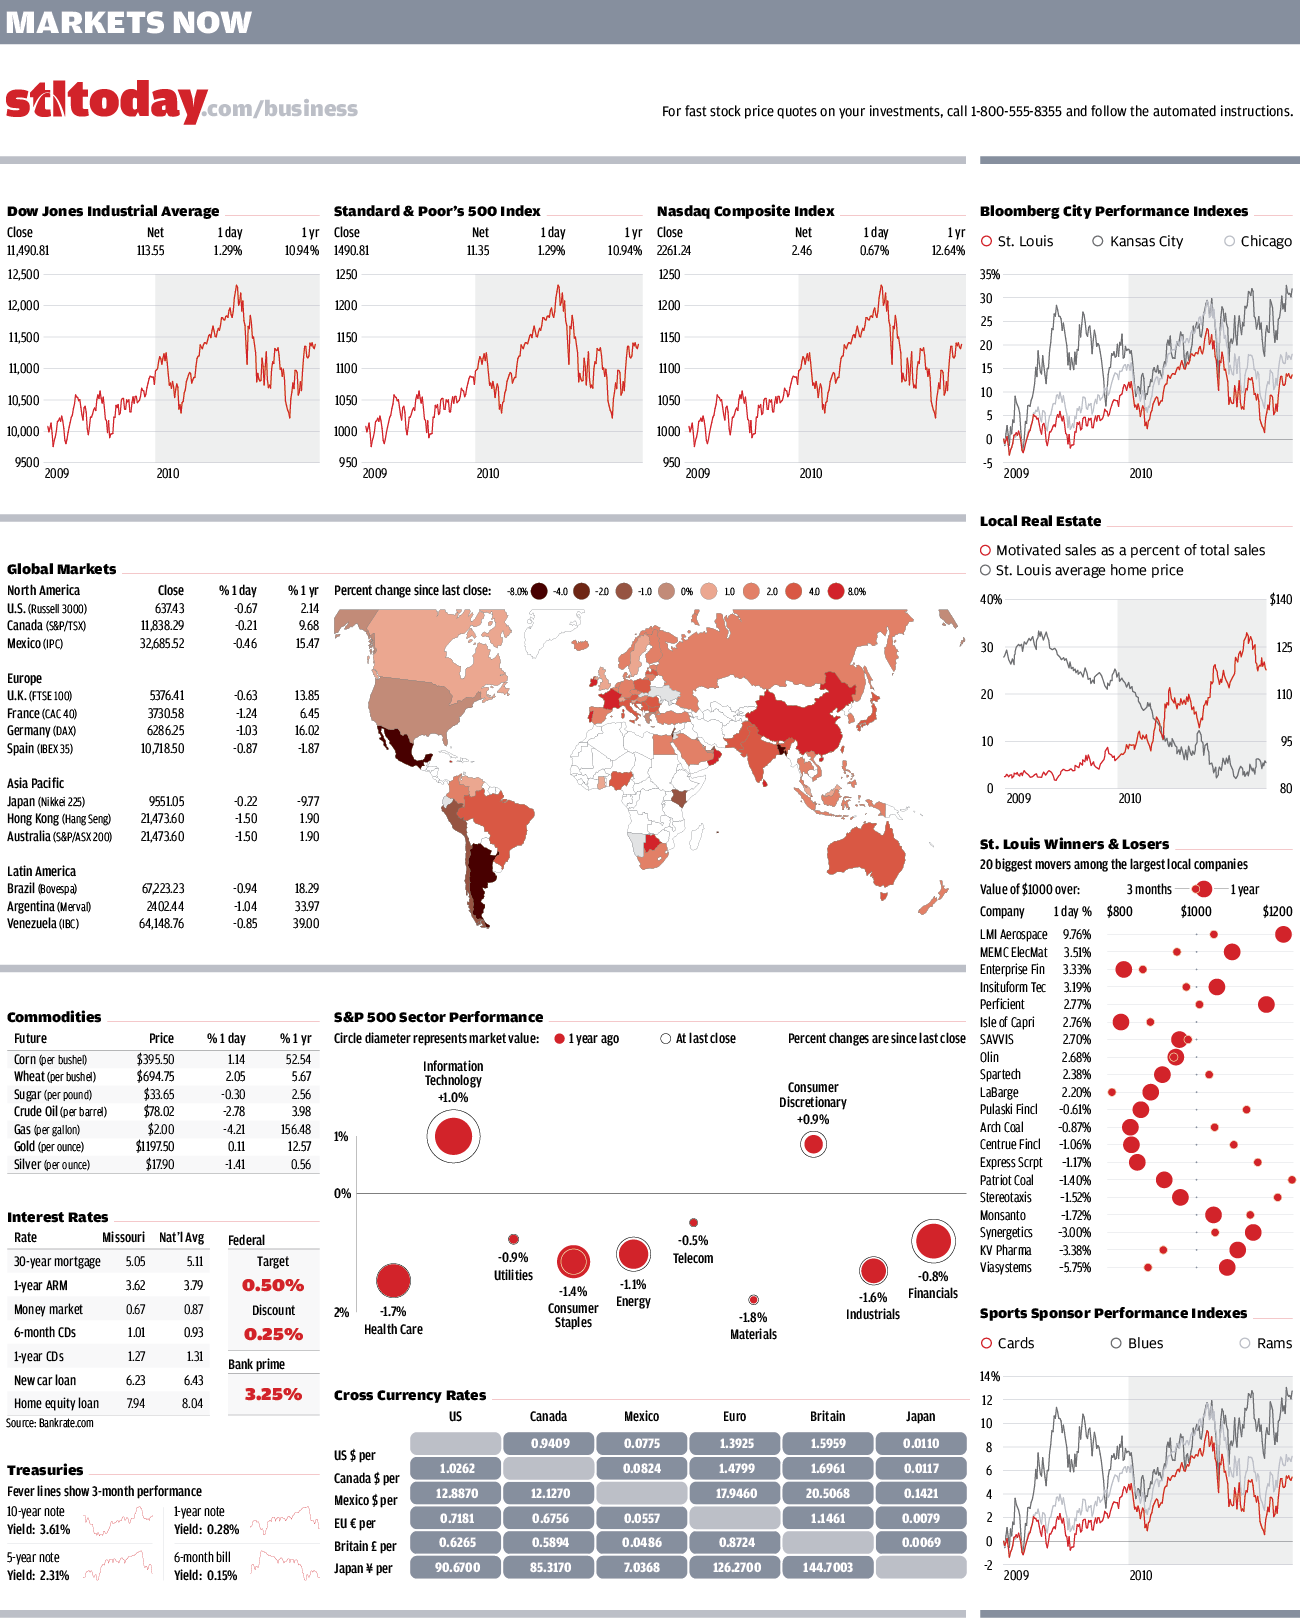 MARKETS NOW
stltoday.com/business
For fast stock price quotes on your investments, call 1-800-555-8355 and follow the automated instructions.
Dow Jones Industrial Average
Close Net 1 day 1 yr
11,490.81 113.55 1.29% 10.94%
12,500
12,000
11,500
11,000
10,500
10,000
9500
2009 2010
Standard & Poor's 500 Index
Close Net 1 day 1 yr
1490.81 11.35 1.29% 10.94%
1250
1200
1150
1100
1050
1000
950
2009 2010
Nasdaq Composite Index
Close Net 1 day 1 yr
2261.24 2.46 0.67% 12.64%
1250
1200
1150
1100
1050
1000
950
2009 2010
Bloomberg City Performance Indexes
St. Louis Kansas City Chicago
35%
30
25
20
15
10
5
0
-5
2009 2010
Global Markets
North America Close % 1 day % 1 yr
U.S. (Russell 3000) 637.43 -0.67 2.14
Canada (S&P/TSX) 11,838.29 -0.21 9.68
Mexico (IPC) 32,685.52 -0.46 15.47
Europe
U.K. (FTSE 100) 5376.41 -0.63 13.85
France (CAC 40) 3730.58 -1.24 6.45
Germany (DAX) 6286.25 -1.03 16.02
Spain (IBEX 35) 10,718.50 -0.87 -1.87
Asia Pacific
Japan (Nikkei 225) 9551.05 -0.22 -9.77
Hong Kong (Hang Seng) 21,473.60 -1.50 1.90
Australia (S&P/ASX 200) 21,473.60 -1.50 1.90
Latin America
Brazil (Bovespa) 67,223.23 -0.94 18.29
Argentina (Merval) 2402.44 -1.04 33.97
Venezuela (IBC) 64,148.76 -0.85 39.00
Percent change since last close: -8.0% -4.0 -2.0 -1.0 0% 1.0 2.0 4.0 8.0%
Local Real Estate
Motivated sales as a percent of total sales
St. Louis average home price
40% $140
30 125
20 110
10 95
0 80
2009 2010
St. Louis Winners & Losers
20 biggest movers among the largest local companies
Value of $1000 over: 3 months 1 year
Company 1 day % $800 $1000 $1200
LMI Aerospace 9.76%
MEMC ElecMat 3.51%
Enterprise Fin 3.33%
Insituform Tec 3.19%
Perficient 2.77%
Isle of Capri 2.76%
SAVVIS 2.70%
Olin 2.68%
Spartech 2.38%
LaBarge 2.20%
Pulaski Fincl -0.61%
Arch Coal -0.87%
Centrue Fincl -1.06%
Express Scrpt -1.17%
Patriot Coal -1.40%
Stereotaxis -1.52%
Monsanto -1.72%
Synergetics -3.00%
KV Pharma -3.38%
Viasystems -5.75%
Commodities
Future Price % 1 day % 1 yr
Corn (per bushel) $395.50 1.14 52.54
Wheat (per bushel) $694.75 2.05 5.67
Sugar (per pound) $33.65 -0.30 2.56
Crude Oil (per barrel) $78.02 -2.78 3.98
Gas (per gallon) $2.00 -4.21 156.48
Gold (per ounce) $1197.50 0.11 12.57
Silver (per ounce) $17.90 -1.41 0.56
Interest Rates
Rate Missouri Nat'l Avg
30-year mortgage 5.05 5.11
1-year ARM 3.62 3.79
Money market 0.67 0.87
6-month CDs 1.01 0.93
1-year CDs 1.27 1.31
New car loan 6.23 6.43
Home equity loan 7.94 8.04
Source: Bankrate.com
Federal
Target
0.50%
Discount
0.25%
Bank prime
3.25%
Treasuries
Fever lines show 3-month performance
10-year note
Yield: 3.61%
1-year note
Yield: 0.28%
5-year note
Yield: 2.31%
6-month bill
Yield: 0.15%
S&P 500 Sector Performance
Circle diameter represents market value: 1 year ago At last close Percent changes are since last close
Information
Technology
+1.0%
Consumer
Discretionary
+0.9%
1%
0%
2%
-1.7%
Health Care
-0.9%
Utilities
-1.4%
Consumer
Staples
-1.1%
Energy
-0.5%
Telecom
-1.8%
Materials
-1.6%
Industrials
-0.8%
Financials
Cross Currency Rates
US Canada Mexico Euro Britain Japan
US $ per 0.9409 0.0775 1.3925 1.5959 0.0110
Canada $ per 1.0262 0.0824 1.4799 1.6961 0.0117
Mexico $ per 12.8870 12.1270 17.9460 20.5068 0.1421
EU € per 0.7181 0.6756 0.0557 1.1461 0.0079
Britain £ per 0.6265 0.5894 0.0486 0.8724 0.0069
Japan ¥ per 90.6700 85.3170 7.0368 126.2700 144.7003
Sports Sponsor Performance Indexes
Cards Blues Rams
14%
12
10
8
6
4
2
0
-2
2009 2010